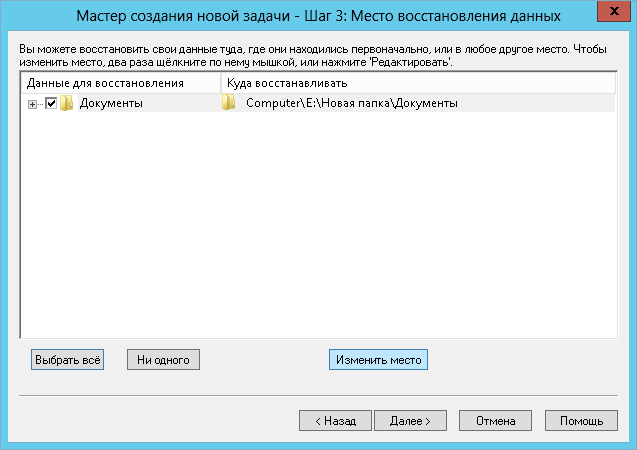 Мастер создания новой задачи - Шаг 3: Место восстановления данных
X
Вы можете восстановить свои данные туда, где они находились первоначально, или в любое другое место. Чтобы
изменить место, два раза щёлкните по нему мышкой, или нажмите 'Редактировать'.
Данные для восстановления Куда восстанавливать
Документы Computer\E:\Новая папка\Документы
Выбрать всё Ни одного Изменить место
< Назад Далее > Отмена Помощь